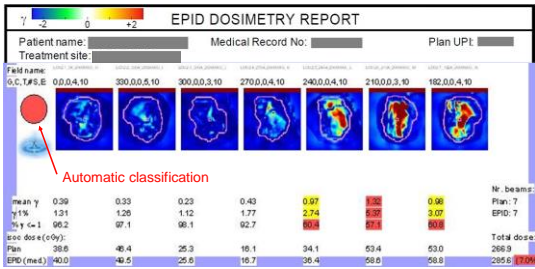 γ -2 0 +2 EPID DOSIMETRY REPORT
Patient name: Medical Record No: Plan UPI:
Treatment site:
Field name:
G,C,T,#S,E 0,0,0,4,10 330,0,0,5,10 300,0,0,3,10 270,0,0,4,10 240,0,0,4,10 210,0,0,3,10 182,0,0,4,10
Automatic classification
Nr. beams:
mean γ 0.39 0.33 0.23 0.43 0.97 1.32 0.98 Plan: 7
γ1% 1.31 1.26 1.12 1.77 2.74 5.37 3.07 EPID: 7
% γ <= 1 96.2 97.1 98.1 92.7 60.4 57.1 60.8
isoc dose (cGy): Total dose:
Plan 38.6 46.4 25.3 16.1 34.1 53.4 53.0 266.9
EPID (med.) 40.0 49.5 25.6 16.7 36.4 58.6 58.8 285.6 (7.0%